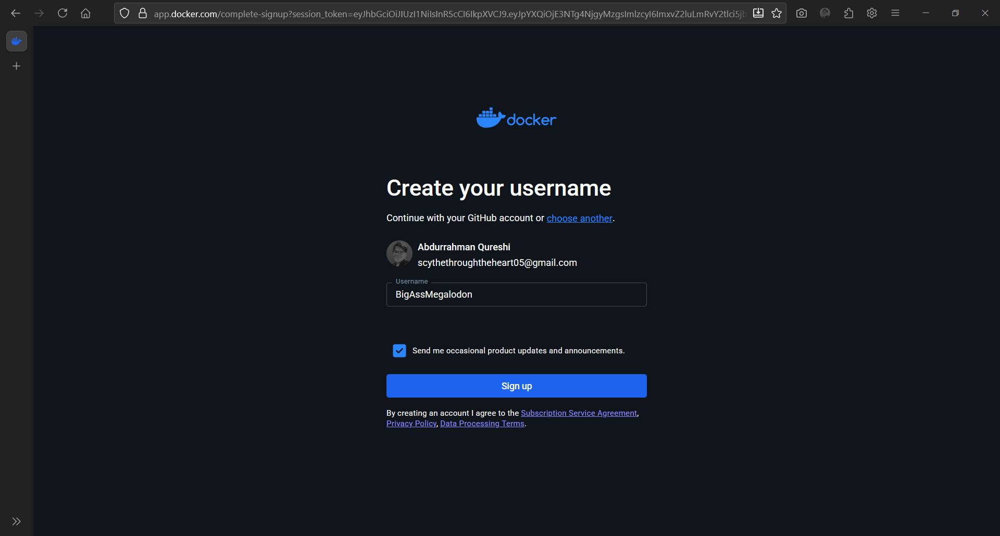 app.docker.com/complete-signup?session_token=eyJhbGciOiJIUzI1NiIsInR5cCI6IkpXVCJ9.eyJpYXQiOjE3NTg4NjgyMzgsImlzcyI6ImxvZ2luLmRvY2tlci5jb
docker
Create your username
Continue with your GitHub account or choose another.
Abdurrahman Qureshi
scythethroughtheheart05@gmail.com
Username
BigAssMegalodon
Send me occasional product updates and announcements.
Sign up
By creating an account I agree to the Subscription Service Agreement,
Privacy Policy, Data Processing Terms.